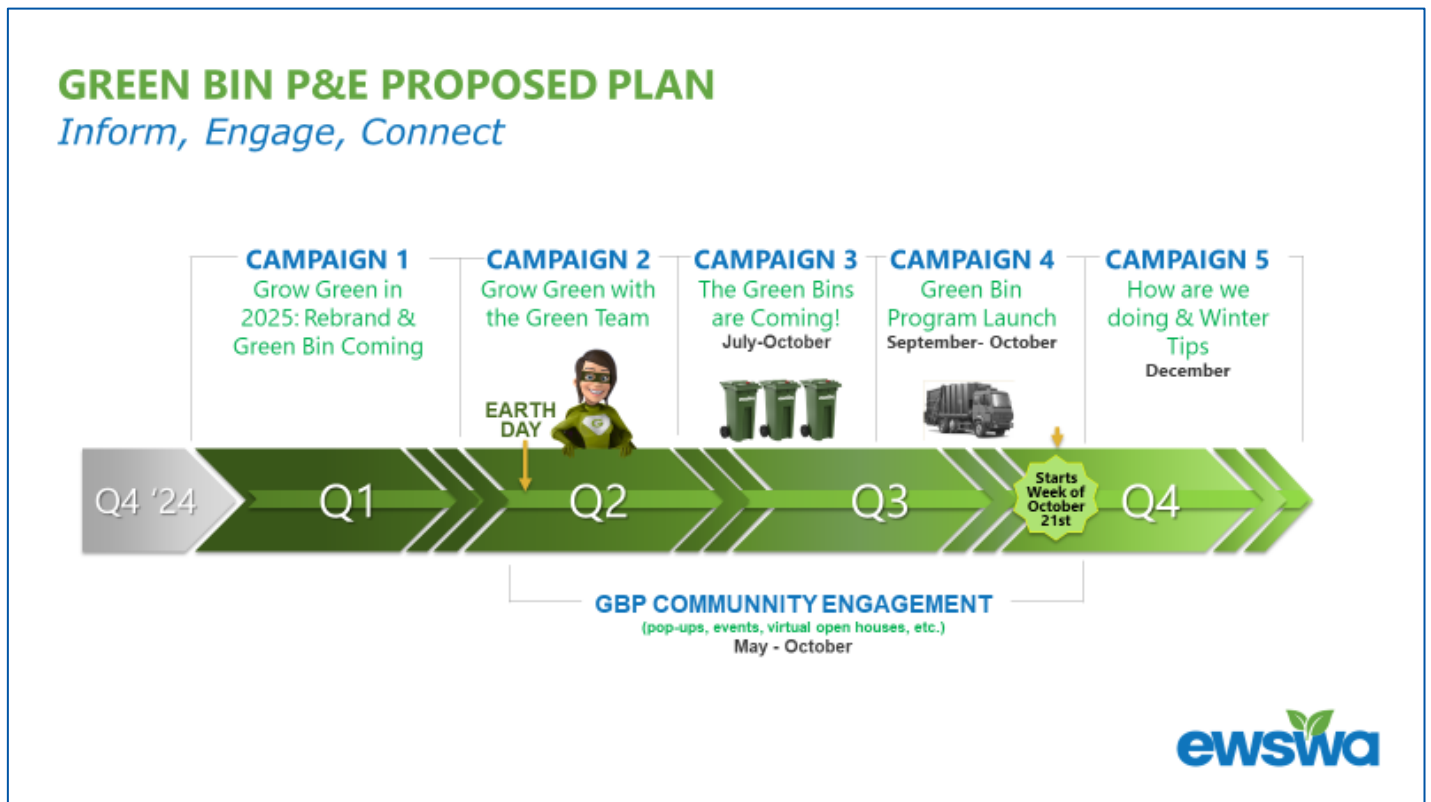 GREEN BIN P&E PROPOSED PLAN
Inform, Engage, Connect
CAMPAIGN 1
Grow Green in
2025: Rebrand &
Green Bin Coming
CAMPAIGN 2
Grow Green with
the Green Team
CAMPAIGN 3
The Green Bins
are Coming!
July-October
CAMPAIGN 4
Green Bin
Program Launch
September- October
CAMPAIGN 5
How are we
doing & Winter
Tips
December
EARTH
DAY
G
Q4 '24
Q1
Q2
Q3
Starts
Week of
October
21st
Q4
GBP COMMUNNITY ENGAGEMENT
(pop-ups, events, virtual open houses, etc.)
May - October
ewswa